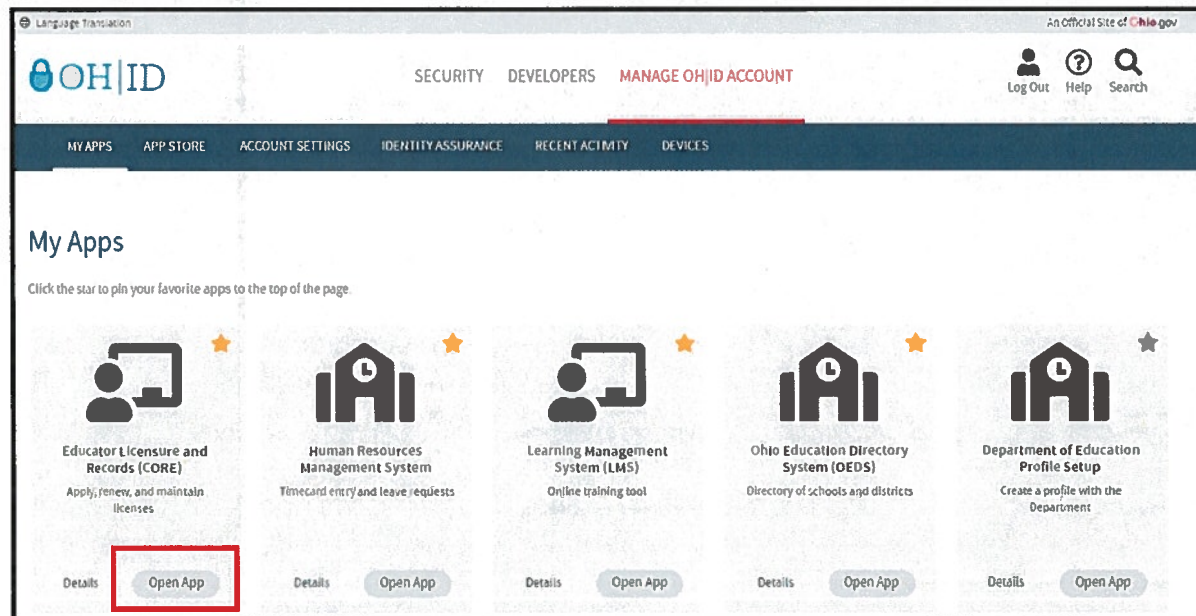 Language Translation
An Official Site of Ohio.gov
OH|ID
SECURITY DEVELOPERS MANAGE OH|ID ACCOUNT
Log Out Help Search
MY APPS APP STORE ACCOUNT SETTINGS IDENTITY ASSURANCE RECENT ACTIVITY DEVICES
My Apps
Click the star to pin your favorite apps to the top of the page.
Educator Licensure and
Records (CORE)
Apply, renew, and maintain
licenses
Details Open App
Human Resources
Management System
Timecard entry and leave requests
Details Open App
Learning Management
System (LMS)
Online training tool
Details Open App
Ohio Education Directory
System (OEDS)
Directory of schools and districts
Details Open App
Department of Education
Profile Setup
Create a profile with the
Department
Details Open App